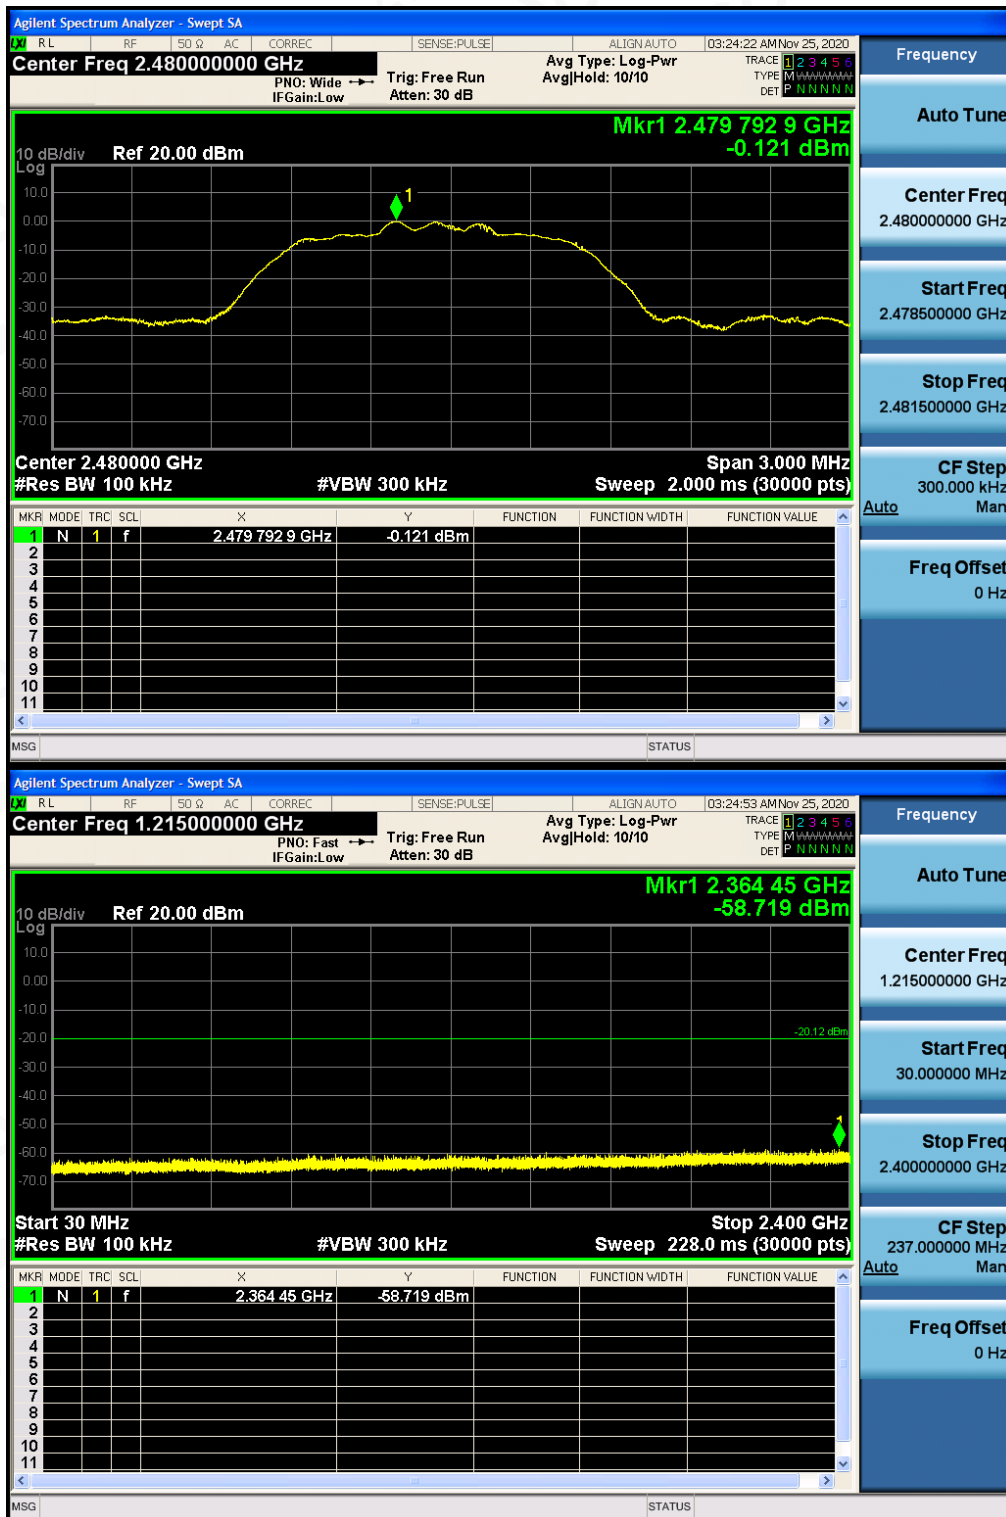 Agilent Spectrum Analyzer - Swept SA
LXI RL RF 50 Ω AC CORREC SENSE:PULSE ALIGN AUTO 03:24:22 AM Nov 25, 2020
Center Freq 2.480000000 GHz
PNO: Wide
IFGain:Low
Trig: Free Run
Atten: 30 dB
Avg Type: Log-Pwr
Avg|Hold: 10/10
TRACE 1 2 3 4 5 6
TYPE M WWWWW
DET P N N N N N
Mkr1 2.479 792 9 GHz
-0.121 dBm
10 dB/div Ref 20.00 dBm
Log
10.0
0.00
-10.0
-20.0
-30.0
-40.0
-50.0
-60.0
-70.0
1
Center 2.480000 GHz Span 3.000 MHz
#Res BW 100 kHz #VBW 300 kHz Sweep 2.000 ms (30000 pts)
MKR MODE TRC SCL X Y FUNCTION FUNCTION WIDTH FUNCTION VALUE
1 N 1 f 2.479 792 9 GHz -0.121 dBm
2
3
4
5
6
7
8
9
10
11
MSG STATUS
Frequency
Auto Tune
Center Freq
2.480000000 GHz
Start Freq
2.478500000 GHz
Stop Freq
2.481500000 GHz
CF Step
300.000 kHz
Auto Man
Freq Offset
0 Hz
Agilent Spectrum Analyzer - Swept SA
LXI RL RF 50 Ω AC CORREC SENSE:PULSE ALIGN AUTO 03:24:53 AM Nov 25, 2020
Center Freq 1.215000000 GHz
PNO: Fast
IFGain:Low
Trig: Free Run
Atten: 30 dB
Avg Type: Log-Pwr
Avg|Hold: 10/10
TRACE 1 2 3 4 5 6
TYPE M WWWWW
DET P N N N N N
Mkr1 2.364 45 GHz
-58.719 dBm
10 dB/div Ref 20.00 dBm
Log
10.0
0.00
-10.0
-20.0
-30.0
-40.0
-50.0
-60.0
-70.0
-20.12 dBm
1
Start 30 MHz Stop 2.400 GHz
#Res BW 100 kHz #VBW 300 kHz Sweep 228.0 ms (30000 pts)
MKR MODE TRC SCL X Y FUNCTION FUNCTION WIDTH FUNCTION VALUE
1 N 1 f 2.364 45 GHz -58.719 dBm
2
3
4
5
6
7
8
9
10
11
MSG STATUS
Frequency
Auto Tune
Center Freq
1.215000000 GHz
Start Freq
30.000000 MHz
Stop Freq
2.400000000 GHz
CF Step
237.000000 MHz
Auto Man
Freq Offset
0 Hz